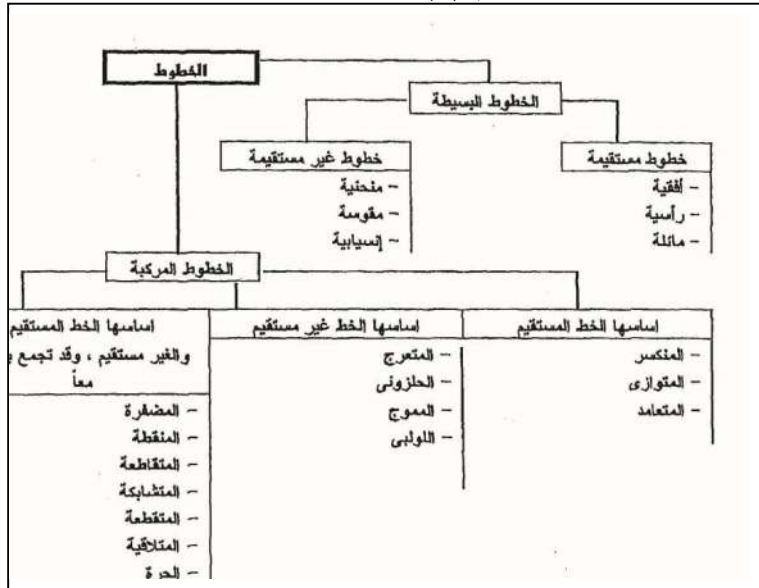 الخطوط
الخطوط البسيطة
خطوط مستقيمة
- أفقية
- رأسية
- مائلة
خطوط غير مستقيمة
- منحنية
- مقوسة
- إنسيابية
الخطوط المركبة
اساسها الخط المستقيم
- المنكسر
- المتوازى
- المتعامد
اساسها الخط غير مستقيم
- المتعرج
- الحلزونى
- المموج
- اللولبى
اساسها الخط المستقيم
والغير مستقيم ، وقد تجمع
معاً
- المضفرة
- المنقطة
- المتقاطعة
- المتشابكة
- المتقطعة
- المتلاقية
- الحرة